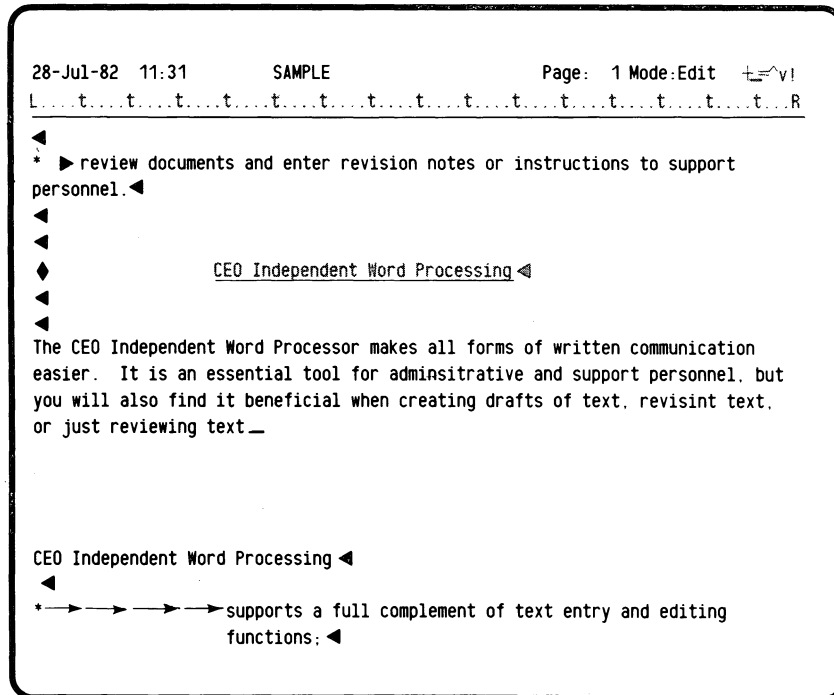 28-Jul-82 11:31 SAMPLE Page: 1 Mode:Edit
L....t....t....t....t....t....t....t....t....t....t....t....t....t....t....t...R
◀
* ▶ review documents and enter revision notes or instructions to support
personnel.◀
◀
◀
◆ CEO Independent Word Processing ◀
◀
◀
The CEO Independent Word Processor makes all forms of written communication
easier. It is an essential tool for adminsitrative and support personnel, but
you will also find it beneficial when creating drafts of text, revisint text,
or just reviewing text_
CEO Independent Word Processing ◀
◀
*→→→→supports a full complement of text entry and editing
functions; ◀